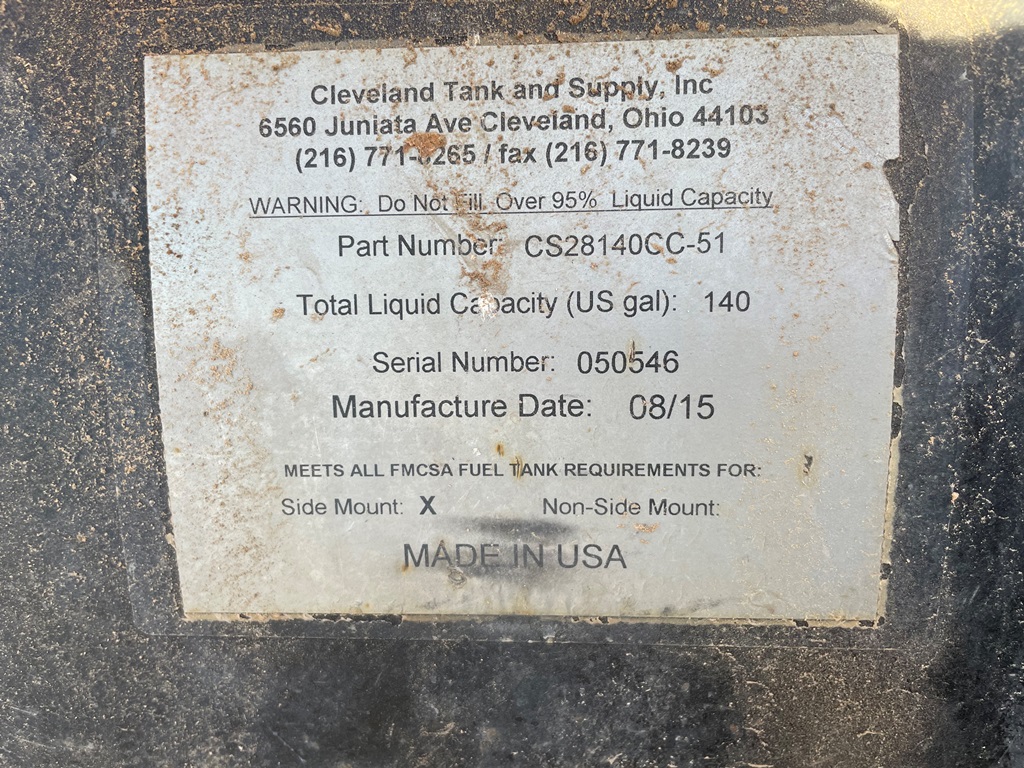 Cleveland Tank and Supply, Inc
6560 Juniata Ave Cleveland, Ohio 44103
(216) / fax (216) 771-8239
WARNING: Do Not Fill Over 95% Liquid Capacity
Part Number: CS28140CC-51
Total Liquid Capacity (US gal): 140
Serial Number: 050546
Manufacture Date: 08/15
MEETS ALL FMCSA FUEL TANK REQUIREMENTS FOR:
Side Mount: X Non-Side Mount:
MADE IN USA